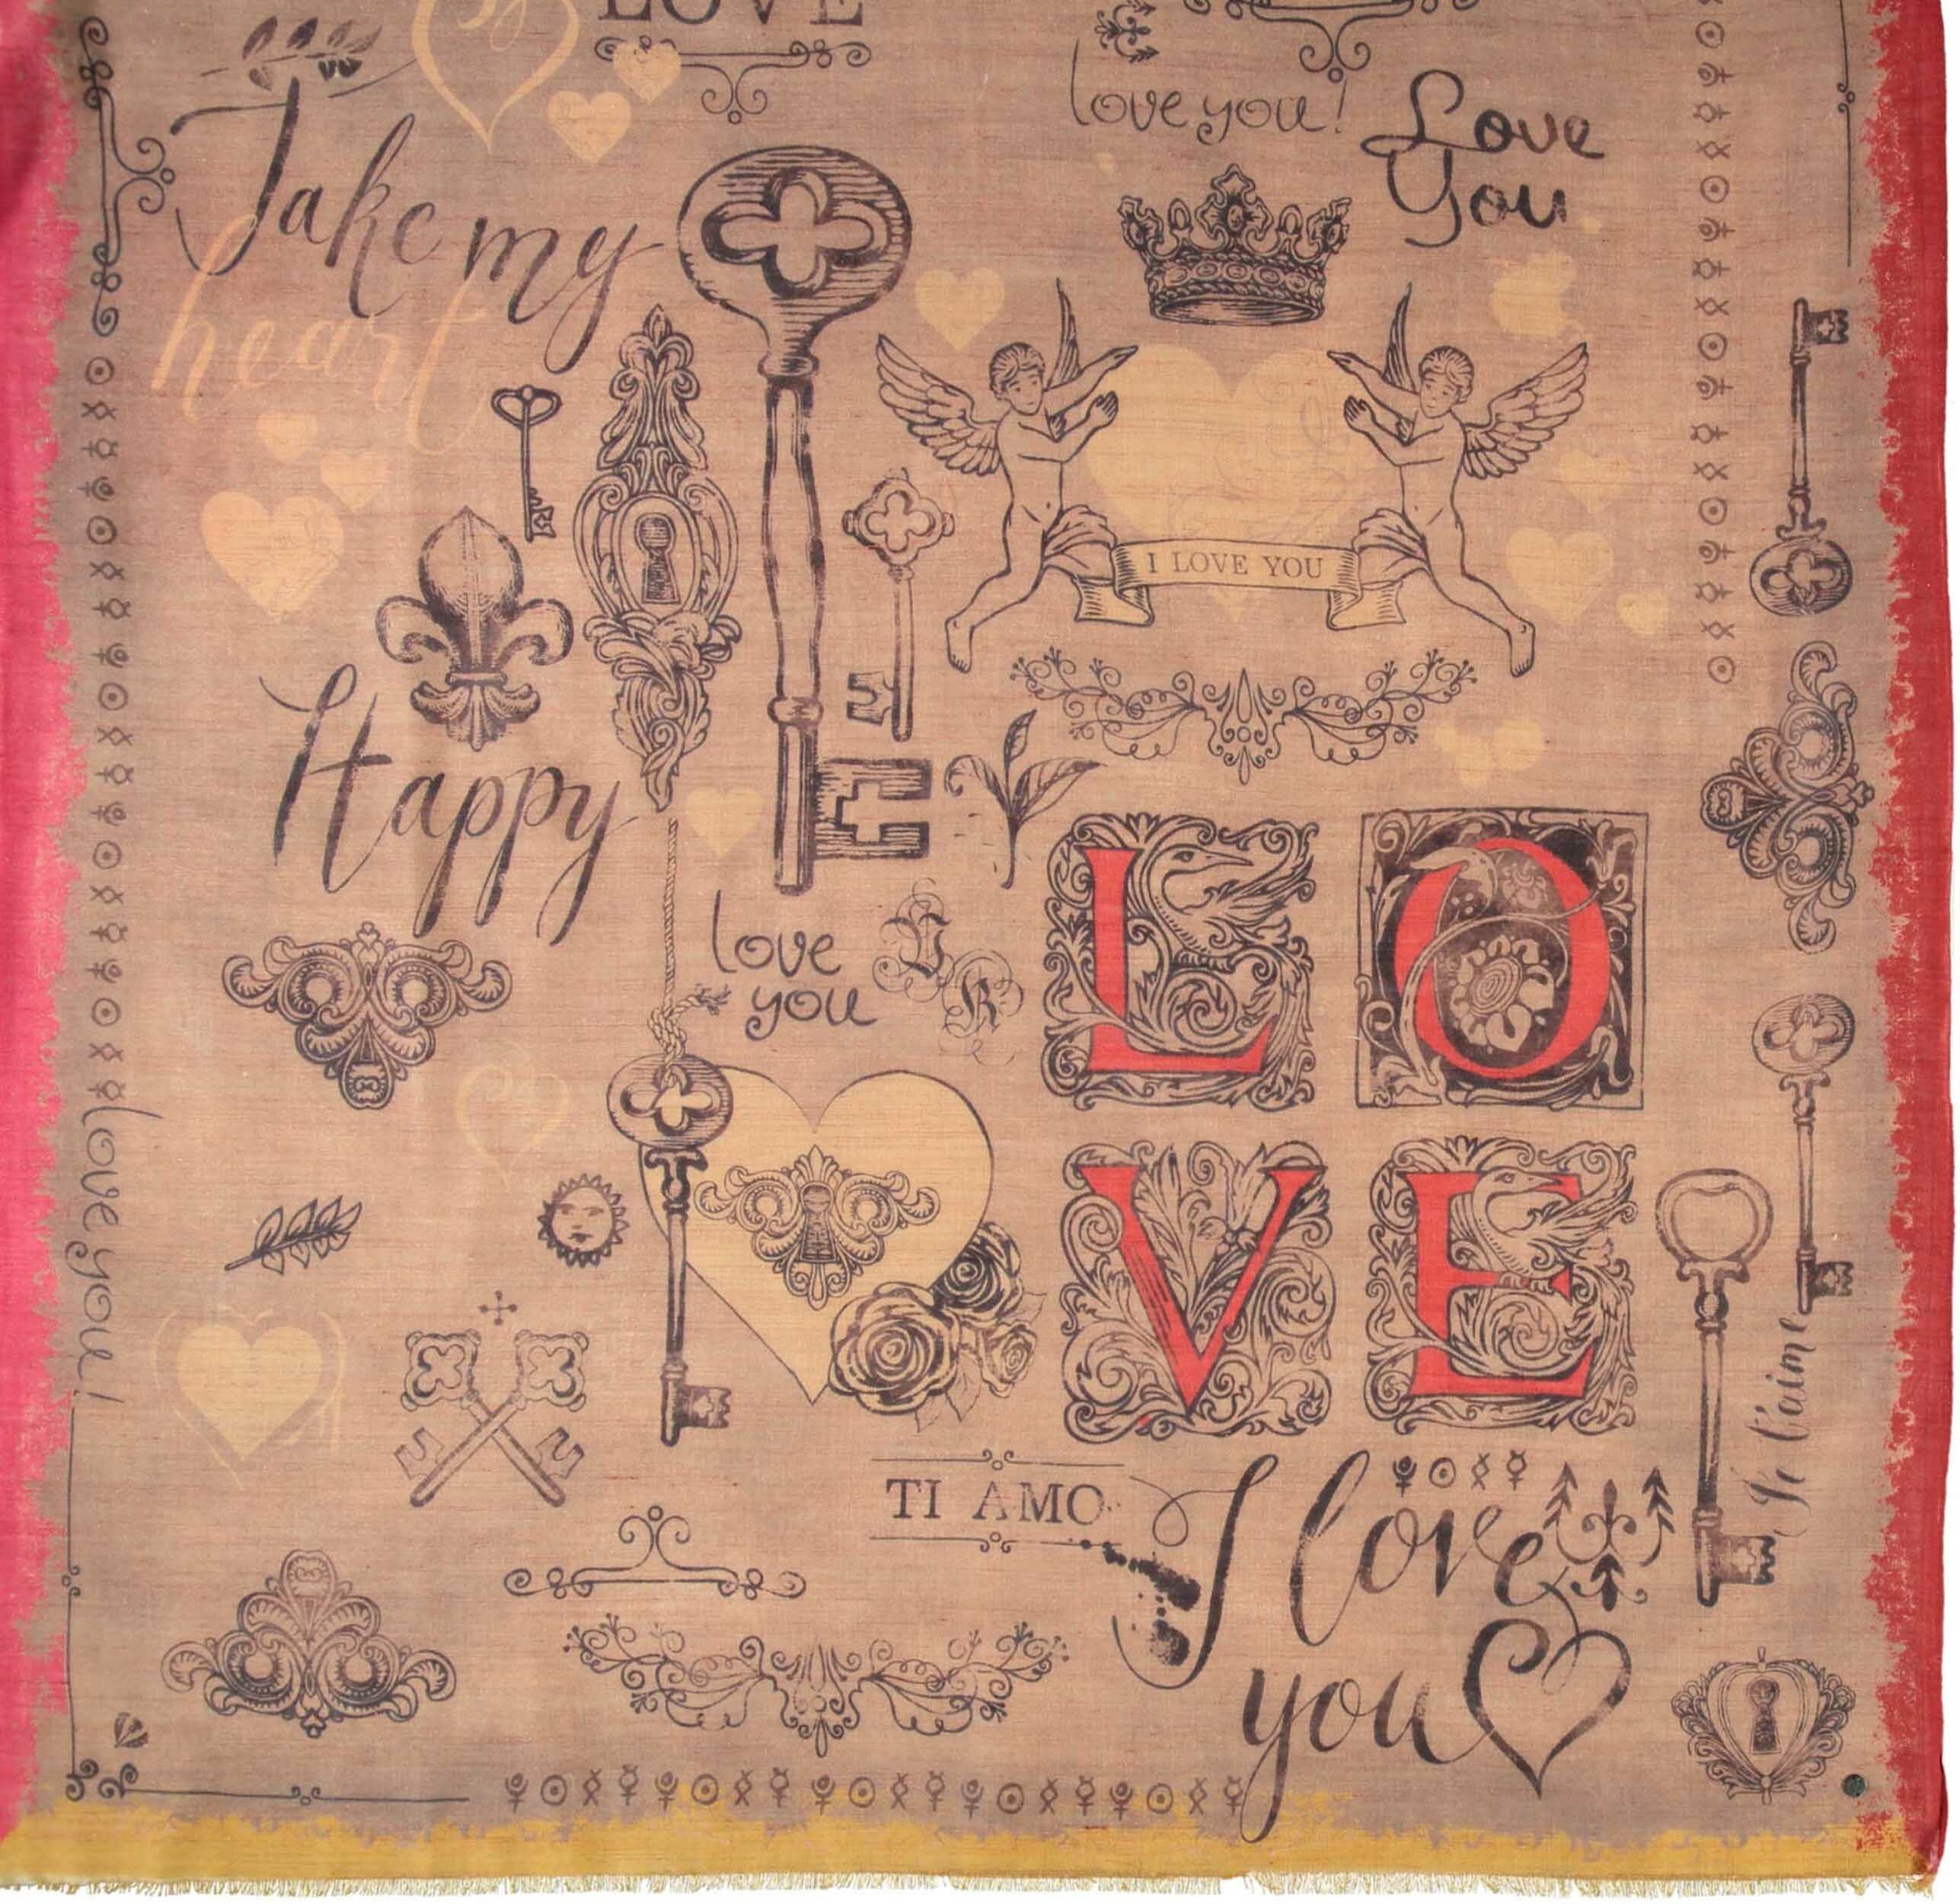 LOVE
love you!
Love
You
Take my
heart
I LOVE YOU
Happy
love
you
L O
V E
love you!
TI AMO
Je t'aime
I love
you